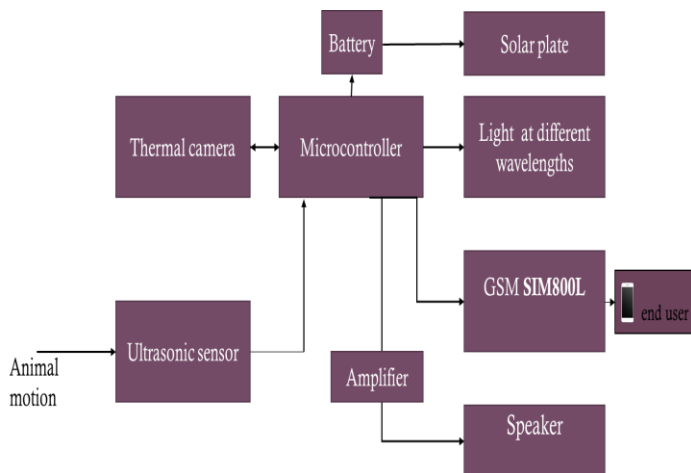 Battery
Solar plate
Thermal camera
Microcontroller
Light at different
wavelengths
GSM SIM800L
end user
Ultrasonic sensor
Animal
motion
Amplifier
Speaker